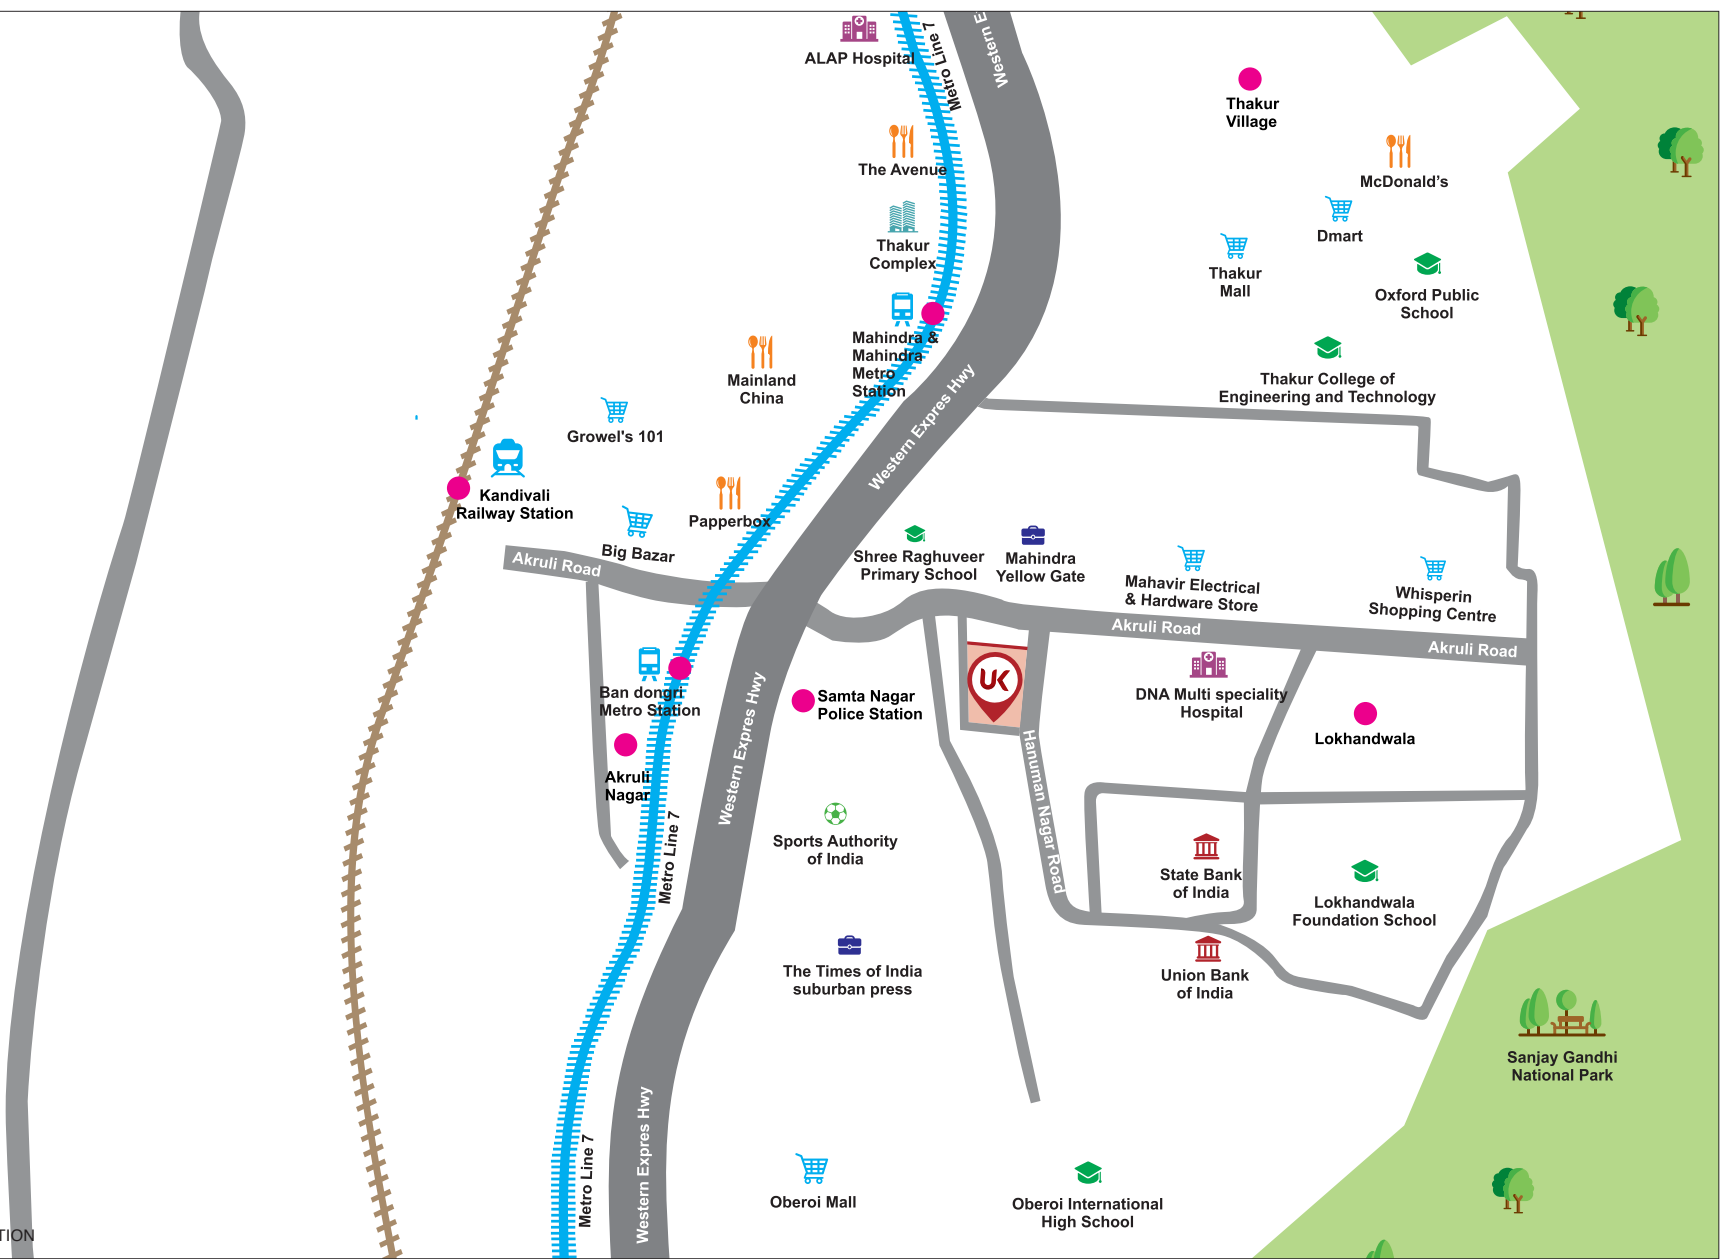 ALAP Hospital
Metro Line 7
Western E
Thakur
Village
The Avenue
McDonald's
Thakur
Complex
Dmart
Thakur
Mall
Oxford Public
School
Mahindra &
Mahindra
Metro
Station
Mainland
China
Thakur College of
Engineering and Technology
Western Expres Hwy
Growel's 101
Kandivali
Railway Station
Papperbox
Big Bazar
Akruli Road
Shree Raghuveer
Primary School
Mahindra
Yellow Gate
Mahavir Electrical
& Hardware Store
Whisperin
Shopping Centre
Akruli Road
Akruli Road
Ban dongri
Metro Station
Samta Nagar
Police Station
UK
DNA Multi speciality
Hospital
Lokhandwala
Akruli
Nagar
Western Expres Hwy
Hanuman Nagar Road
Metro Line 7
Sports Authority
of India
State Bank
of India
Lokhandwala
Foundation School
The Times of India
suburban press
Union Bank
of India
Sanjay Gandhi
National Park
Metro Line 7
Western Expres Hwy
Oberoi Mall
Oberoi International
High School
TION